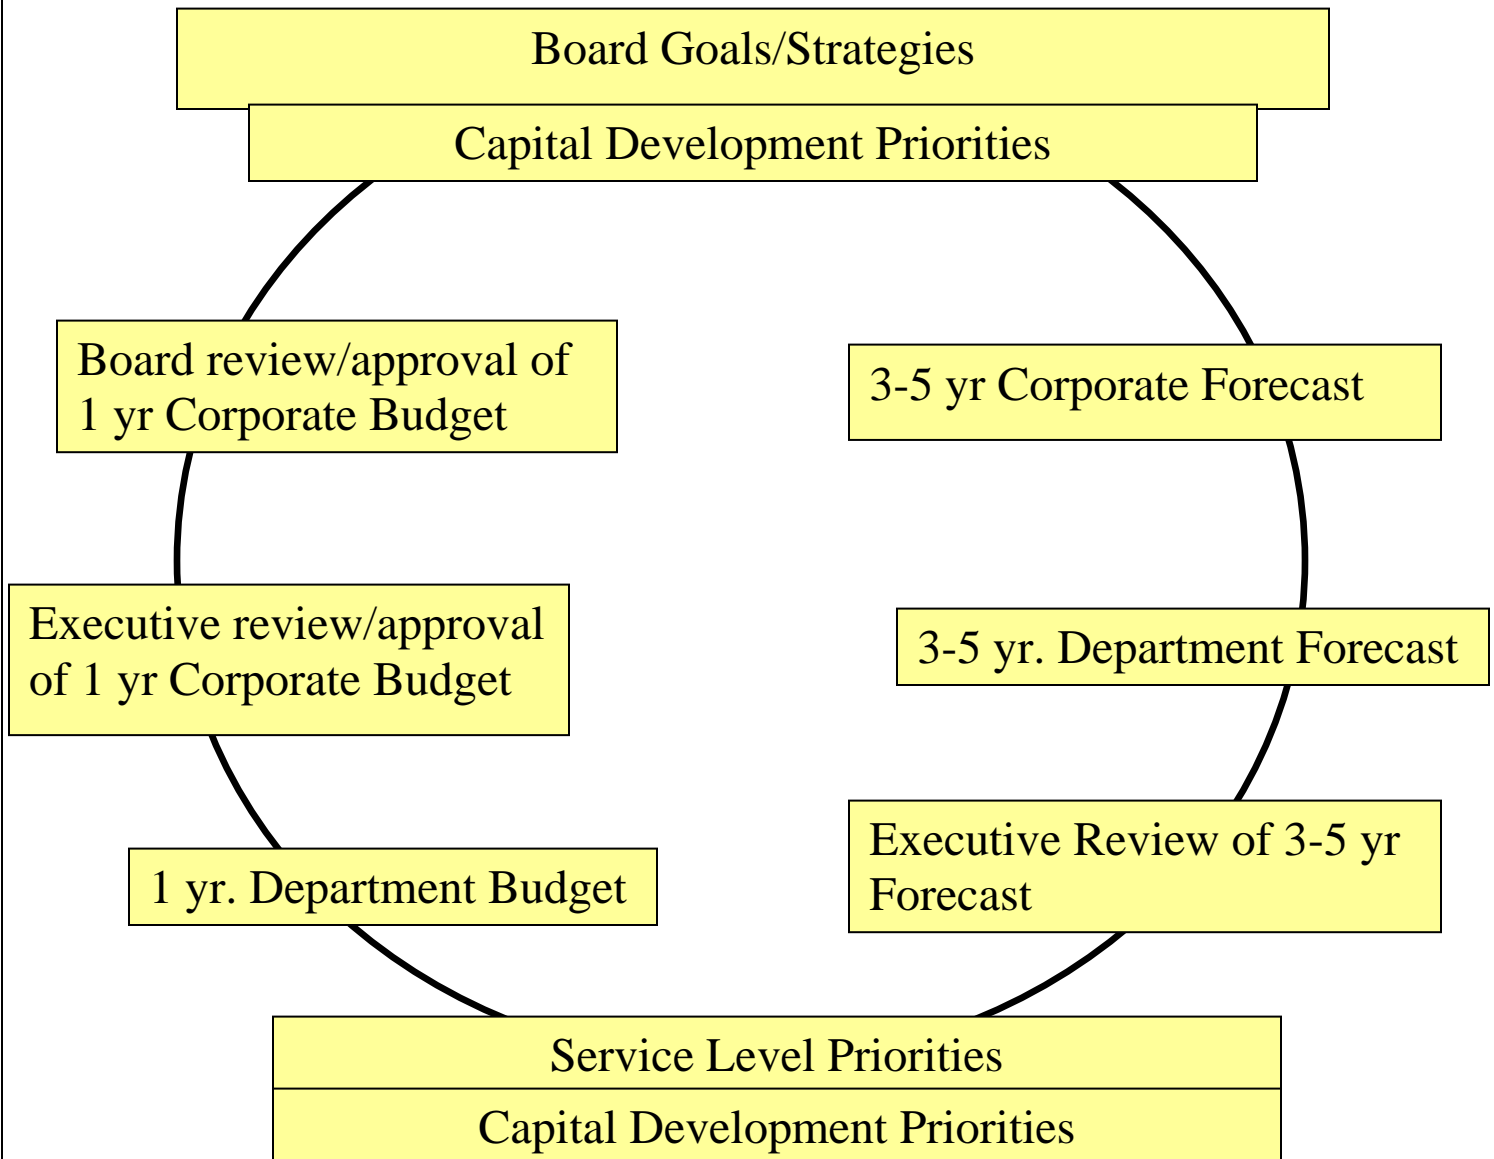 Board Goals/Strategies
Capital Development Priorities
Board review/approval of
1 yr Corporate Budget
3-5 yr Corporate Forecast
Executive review/approval
of 1 yr Corporate Budget
3-5 yr. Department Forecast
Executive Review of 3-5 yr
Forecast
1 yr. Department Budget
Service Level Priorities
Capital Development Priorities